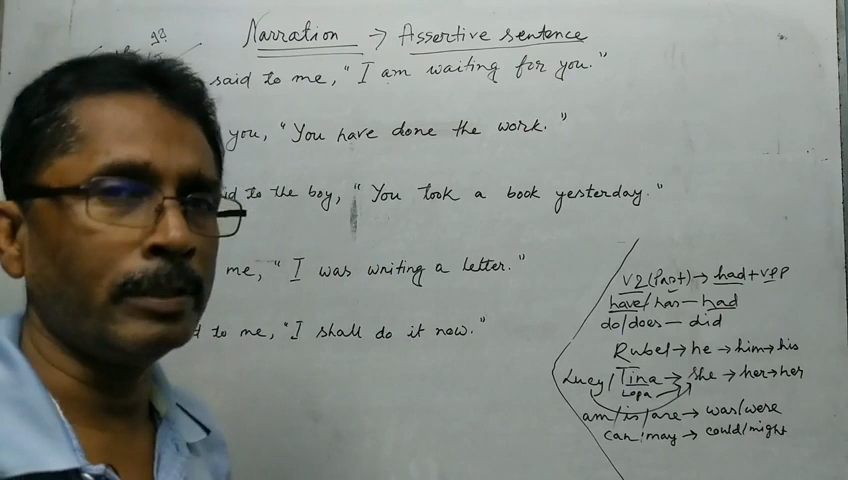 Narration → Assertive sentence
said to me, "I am waiting for you."
you, "You have done the work."
to the boy, "You took a book yesterday."
me, "I was writing a letter."
to me, "I shall do it now."
V2 (Past) → had + VPP
have/has — had
do/does — did
Rubel → he → him → his
Lucy/Tina → she → her → her
Lopa
am/is/are → was/were
can/may → could/might